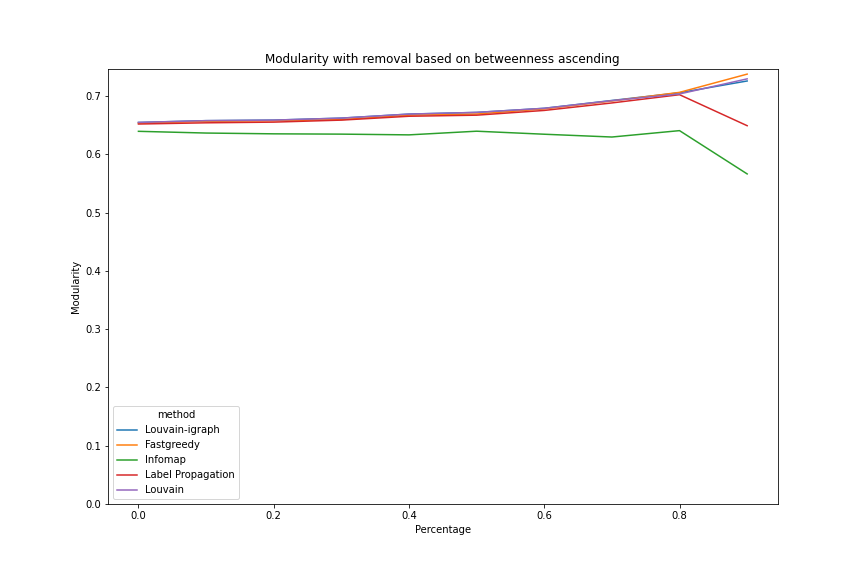 Modularity with removal based on betweenness ascending
0.7
0.6
0.5
0.4
0.3
0.2
0.1
0.0
Modularity
method
Louvain-igraph
Fastgreedy
Infomap
Label Propagation
Louvain
0.0 0.2 0.4 0.6 0.8
Percentage